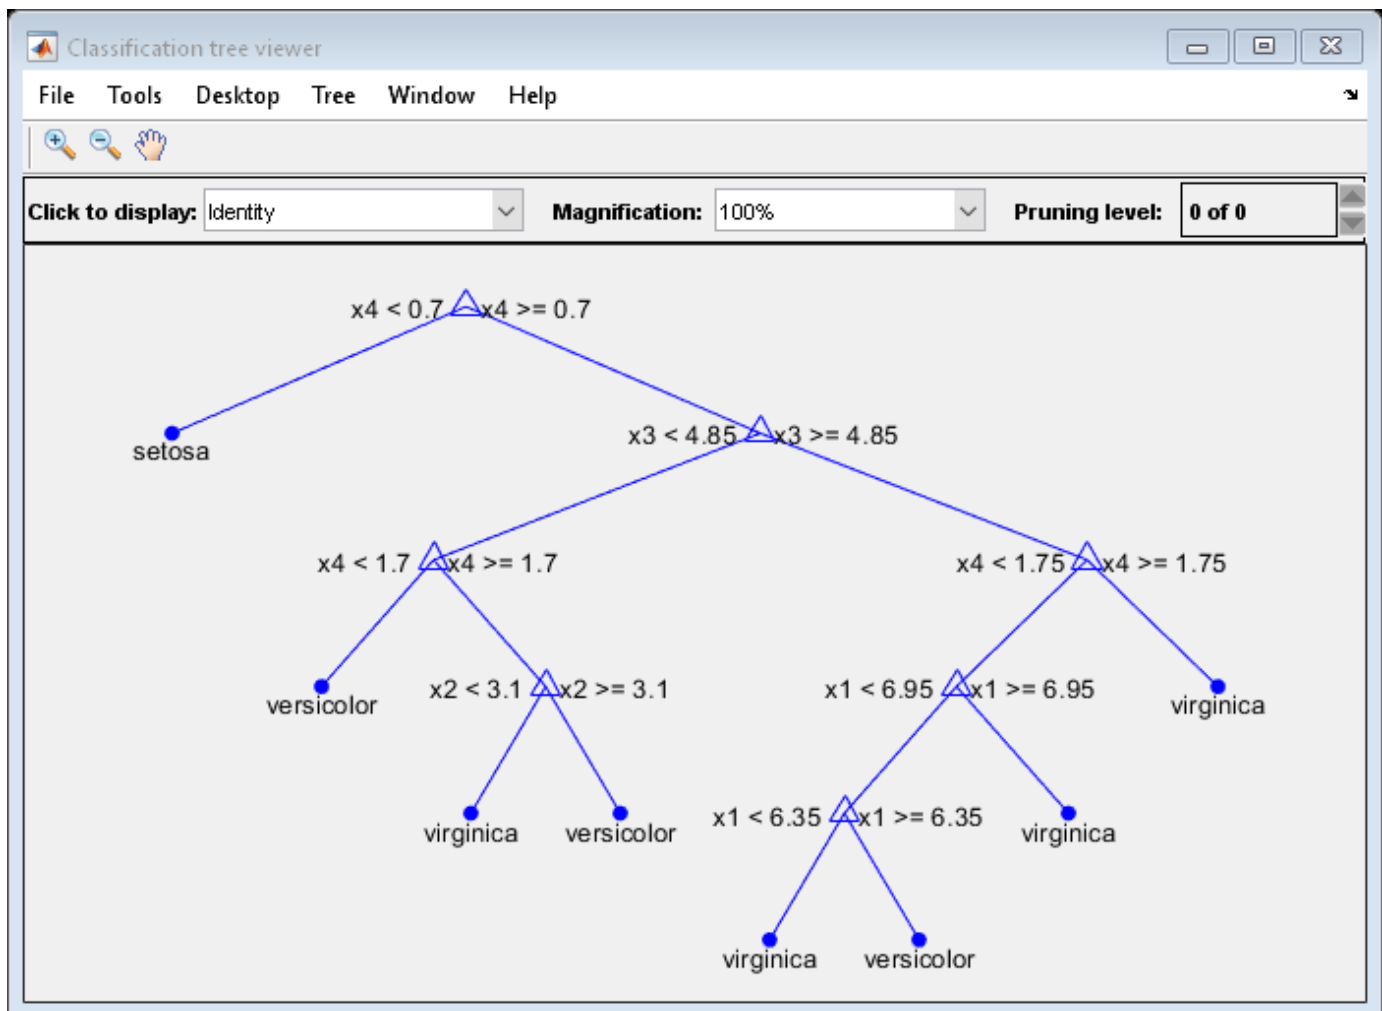 Classification tree viewer
File Tools Desktop Tree Window Help
Click to display: Identity Magnification: 100% Pruning level: 0 of 0
x4 < 0.7 x4 >= 0.7
setosa
x3 < 4.85 x3 >= 4.85
x4 < 1.7 x4 >= 1.7 x4 < 1.75 x4 >= 1.75
versicolor x2 < 3.1 x2 >= 3.1 x1 < 6.95 x1 >= 6.95 virginica
virginica versicolor x1 < 6.35 x1 >= 6.35 virginica
virginica versicolor